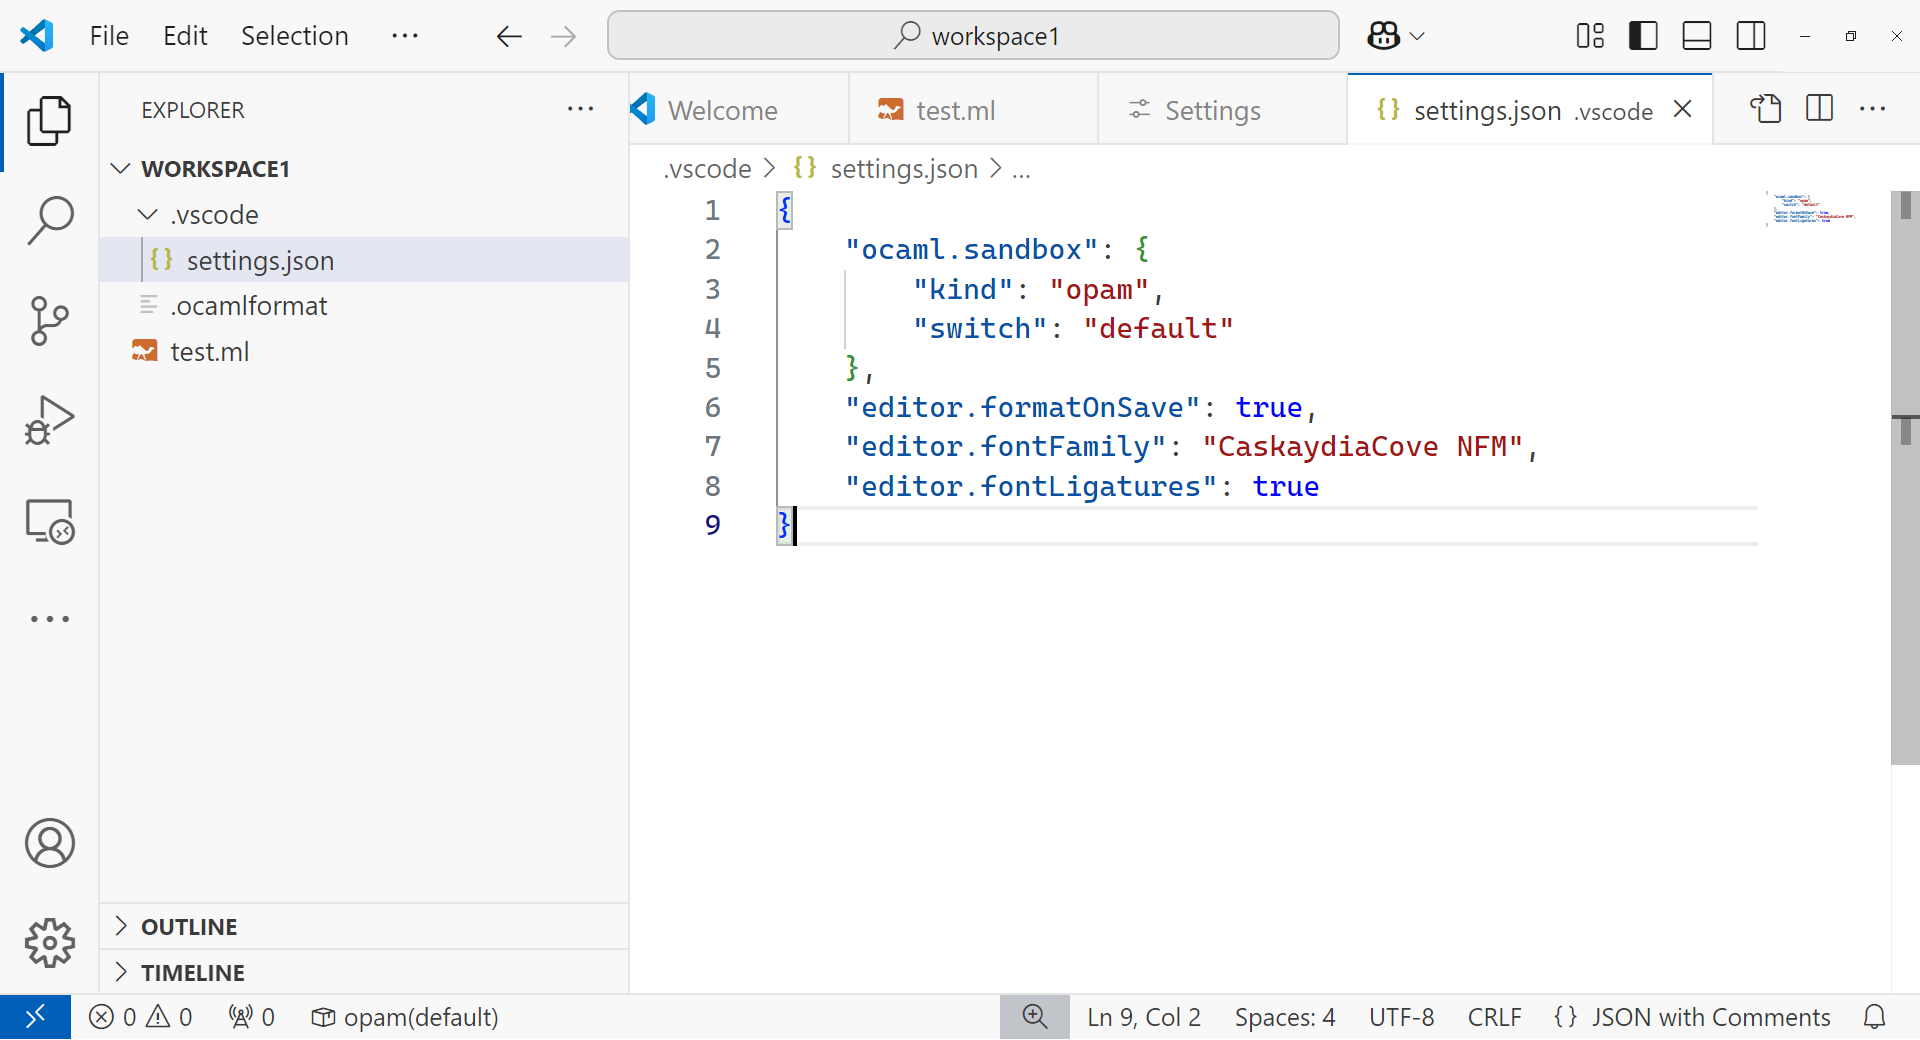 File Edit Selection ··· workspace1
EXPLORER ···
Welcome test.ml Settings {} settings.json .vscode
WORKSPACE1
.vscode
{} settings.json
.ocamlformat
test.ml
.vscode > {} settings.json > ...
1 {
2 "ocaml.sandbox": {
3 "kind": "opam",
4 "switch": "default"
5 },
6 "editor.formatOnSave": true,
7 "editor.fontFamily": "CaskaydiaCove NFM",
8 "editor.fontLigatures": true
9 }
OUTLINE
TIMELINE
0 0 0 opam(default) Ln 9, Col 2 Spaces: 4 UTF-8 CRLF {} JSON with Comments